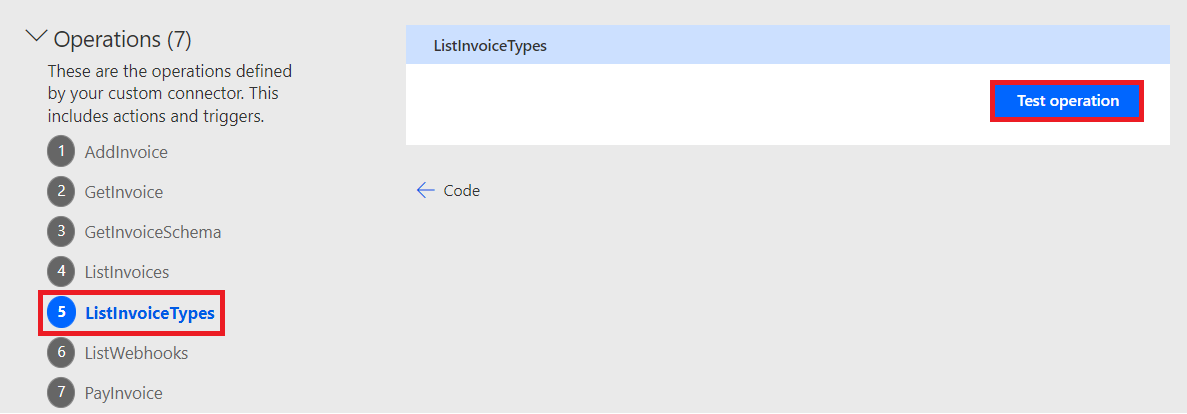 Operations (7)
These are the operations defined
by your custom connector. This
includes actions and triggers.
1 AddInvoice
2 GetInvoice
3 GetInvoiceSchema
4 ListInvoices
5 ListInvoiceTypes
6 ListWebhooks
7 PayInvoice
ListInvoiceTypes
Test operation
Code